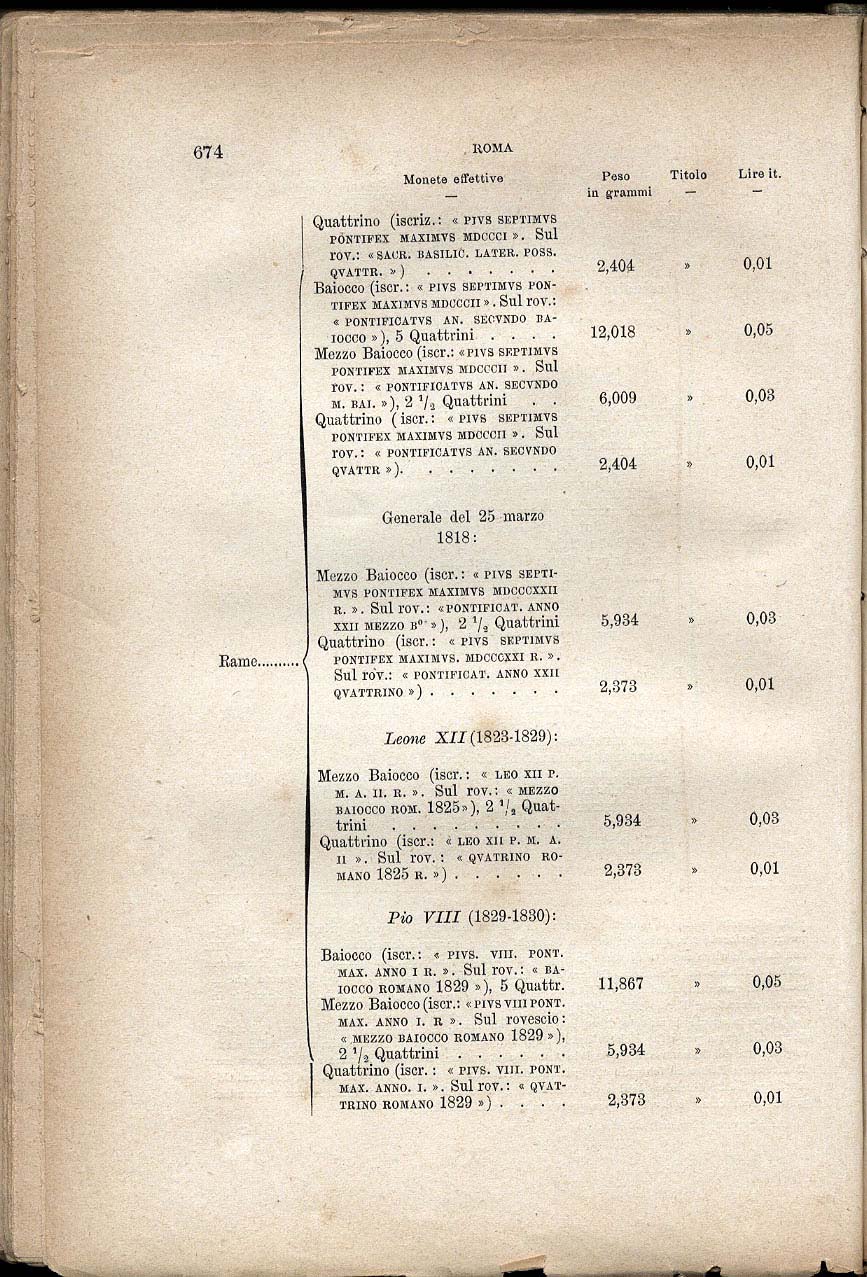 674
ROMA
Monete effettive
Peso
in grammi
Titolo
Lire it.
Quattrino (iscriz.: « PIVS SEPTIMVS
PONTIFEX MAXIMVS MDCCCI ». Sul
rov.: « SACR. BASILIC. LATER. POSS.
QVATTR. » ) . . . . . . . 2,404 » 0,01
Baiocco (iscr.: « PIVS SEPTIMVS PON-
TIFEX MAXIMVS MDCCCII ». Sul rov.:
« PONTIFICATVS AN. SECVNDO BA-
IOCCO »), 5 Quattrini . . . . 12,018 » 0,05
Mezzo Baiocco (iscr.: «PIVS SEPTIMVS
PONTIFEX MAXIMVS MDCCCII ». Sul
rov.: « PONTIFICATVS AN. SECVNDO
M. BAI. »), 2 1/2 Quattrini . . 6,009 » 0,03
Quattrino ( iscr.: « PIVS SEPTIMVS
PONTIFEX MAXIMVS MDCCCII ». Sul
rov.: « PONTIFICATVS AN. SECVNDO
QVATTR »). . . . . . . . 2,404 » 0,01
Generale del 25 marzo
1818:
Mezzo Baiocco (iscr.: « PIVS SEPTI-
MVS PONTIFEX MAXIMVS MDCCCXXII
R. ». Sul rov.: «PONTIFICAT. ANNO
XXII MEZZO B°· »), 2 1/2 Quattrini 5,934 » 0,03
Quattrino (iscr.: « PIVS SEPTIMVS
Rame..........
PONTIFEX MAXIMVS. MDCCCXXI R. ».
Sul rov.: « PONTIFICAT. ANNO XXII
QVATTRINO ») . . . . . . . 2,373 » 0,01
Leone XII (1823-1829):
Mezzo Baiocco (iscr.: « LEO XII P.
M. A. II. R. ». Sul rov.: « MEZZO
BAIOCCO ROM. 1825»), 2 1/2 Quat-
trini . . . . . . . . . 5,934 » 0,03
Quattrino (iscr.: « LEO XII P. M. A.
II ». Sul rov. : « QVATRINO RO-
MANO 1825 R. ») . . . . . . 2,373 » 0,01
Pio VIII (1829-1830):
Baiocco (iscr.: « PIVS. VIII. PONT.
MAX. ANNO I R. ». Sul rov.: « BA-
IOCCO ROMANO 1829 »), 5 Quattr. 11,867 » 0,05
Mezzo Baiocco (iscr.: «PIVS VIII PONT.
MAX. ANNO I. R ». Sul rovescio:
« MEZZO BAIOCCO ROMANO 1829 »),
2 1/2 Quattrini . . . . . . 5,934 » 0,03
Quattrino (iscr. : « PIVS. VIII. PONT.
MAX. ANNO. I. ». Sul rov.: « QVAT-
TRINO ROMANO 1829 ») . . . . 2,373 » 0,01